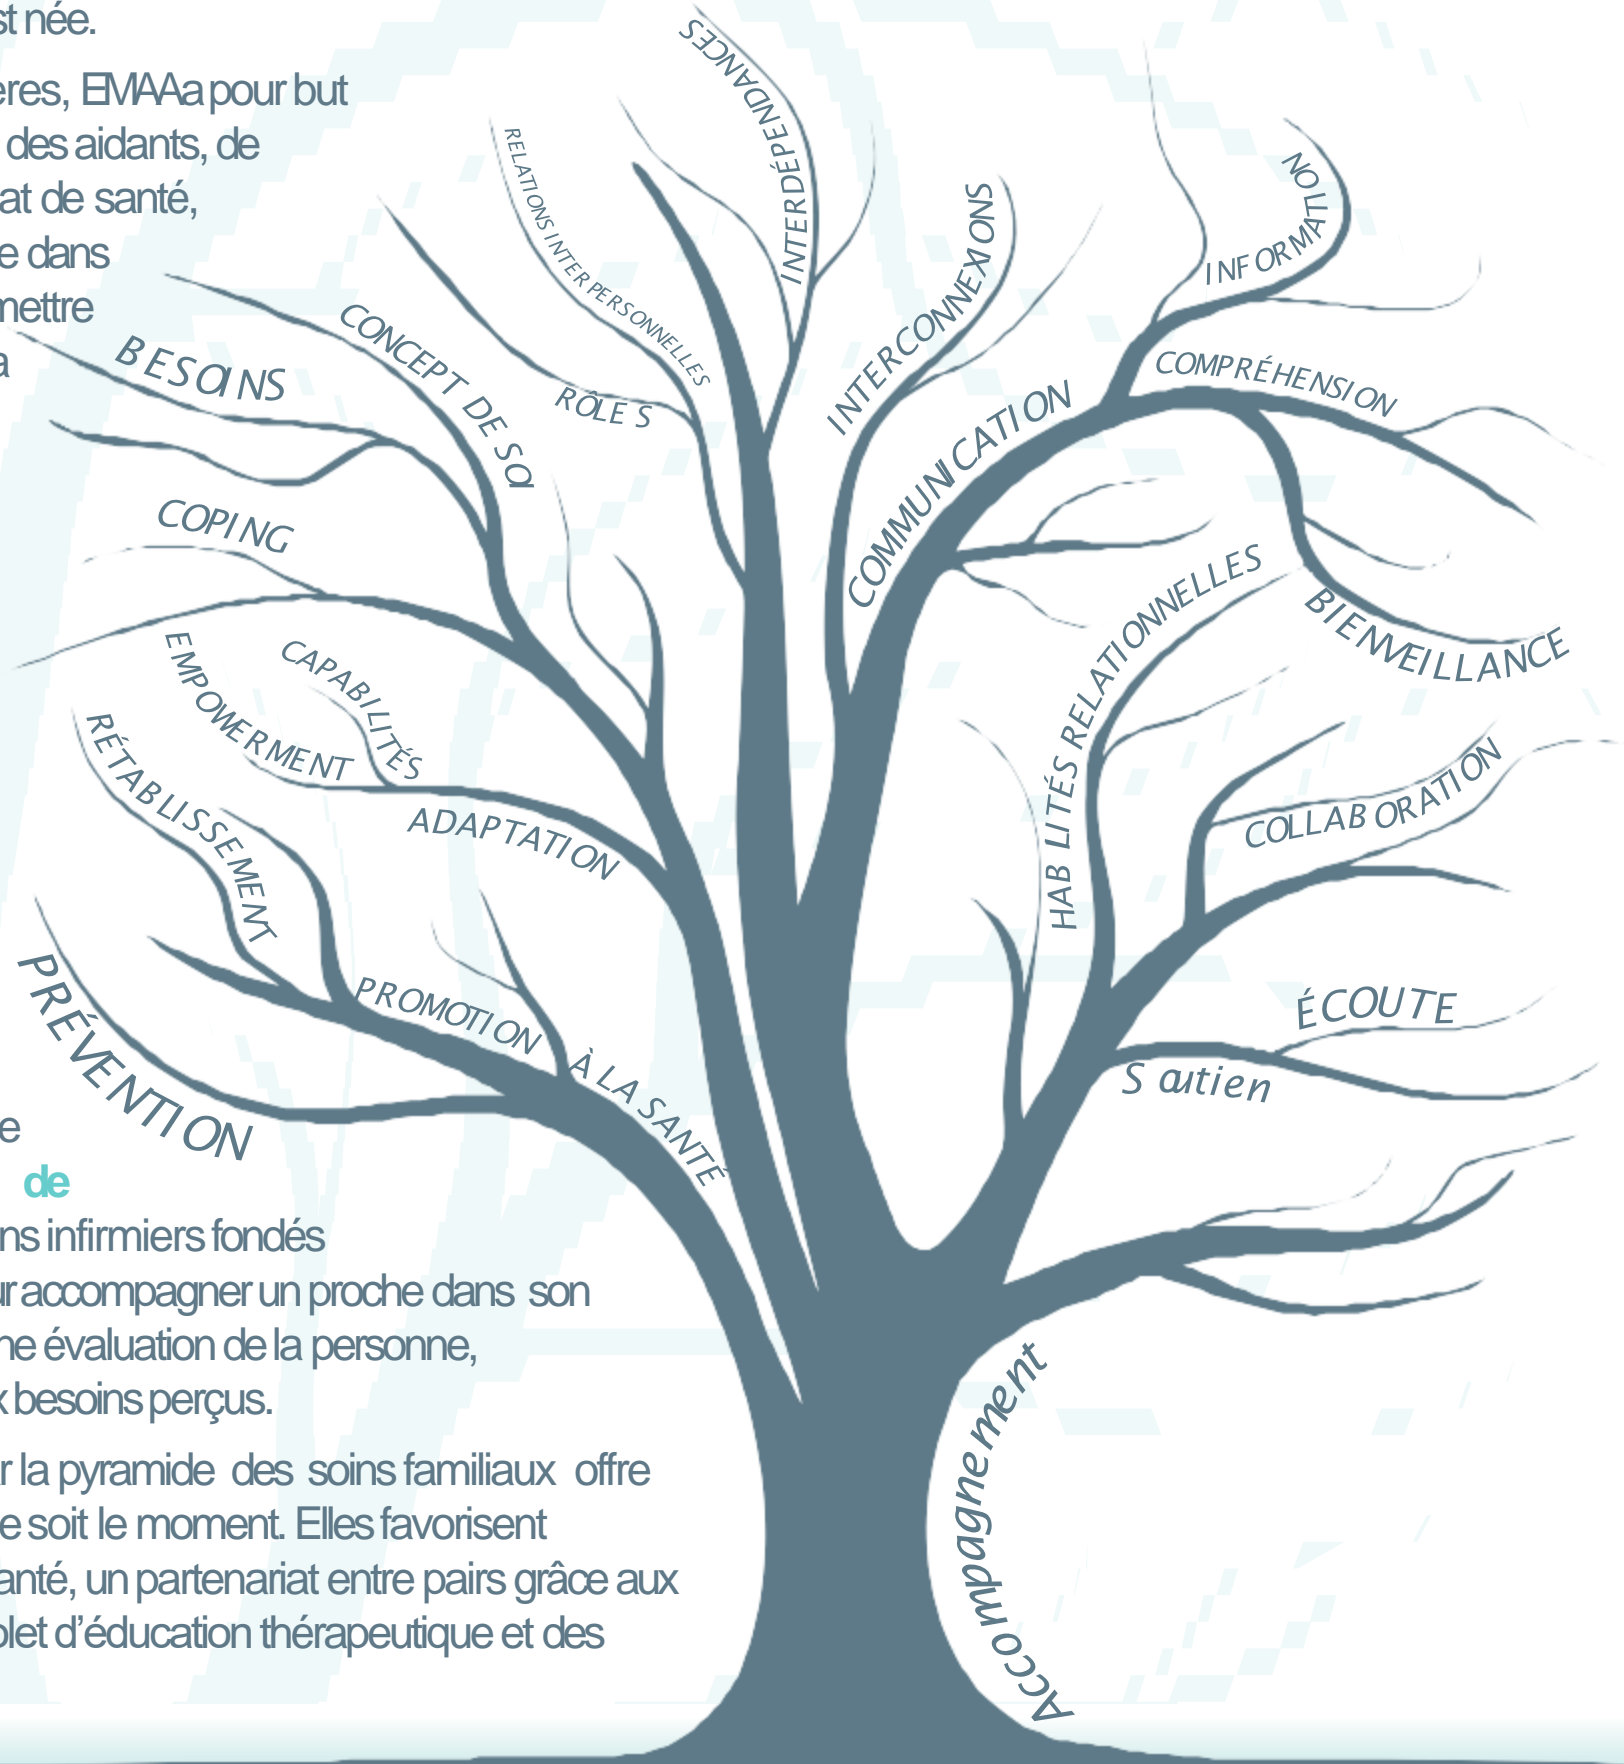 st née.
ères, EMAAa pour but
des aidants, de
at de santé,
e dans
mettre
a
e
de
ns infirmiers fondés
ur accompagner un proche dans son
ne évaluation de la personne,
x besoins perçus.
r la pyramide des soins familiaux offre
e soit le moment. Elles favorisent
anté, un partenariat entre pairs grâce aux
plet d’éducation thérapeutique et des
INTERDÉPENDANCES
RELATIONS INTERPERSONNELLES
INFORMATION
INTERCONNEXIONS
CONCEPT DE SOI
BESOINS
RÔLES
COMPRÉHENSION
COMMUNICATION
COPING
HABILITÉS RELATIONNELLES
BIENVEILLANCE
EMPOWERMENT
CAPABILITÉS
RÉTABLISSEMENT
ADAPTATION
COLLABORATION
PRÉVENTION
PROMOTION À LA SANTÉ
ÉCOUTE
Soutien
Accompagnement